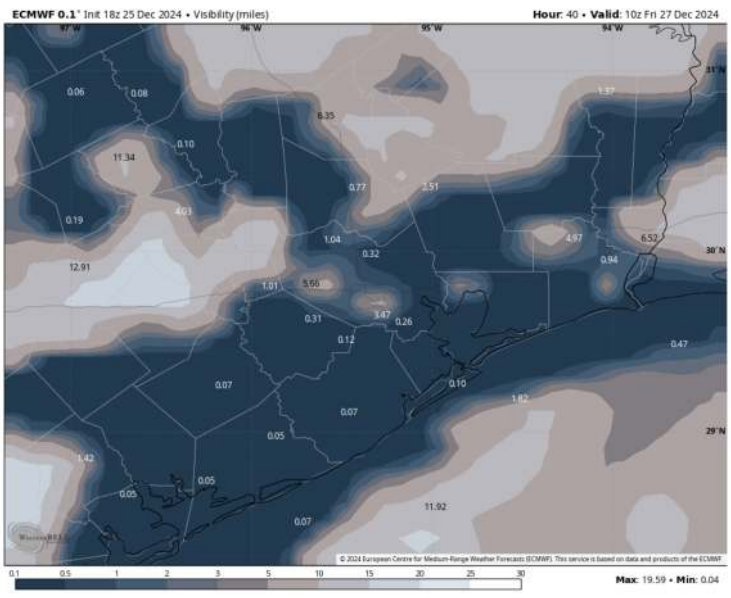 ECMWF 0.1° Init 18z 25 Dec 2024 • Visibility (miles) Hour: 40 • Valid: 10z Fri 27 Dec 2024
97°W 96°W 95°W 94°W
31°N
0.06 0.08 1.37
6.35
0.10
11.34
0.77 2.51
0.19 4.03
1.04 4.97 6.52
30°N
0.32 0.94
12.91
1.01 5.66
0.31 3.47 0.26
0.12 0.47
0.07 0.10
1.82
0.07
0.05 29°N
1.42
0.05 0.05
11.92
0.07
WeatherBELL
© 2024 European Centre for Medium-Range Weather Forecasts (ECMWF). This service is based on data and products of the ECMWF
0.1 0.5 1 2 3 5 10 15 20 25 30
Max: 19.59 • Min: 0.04